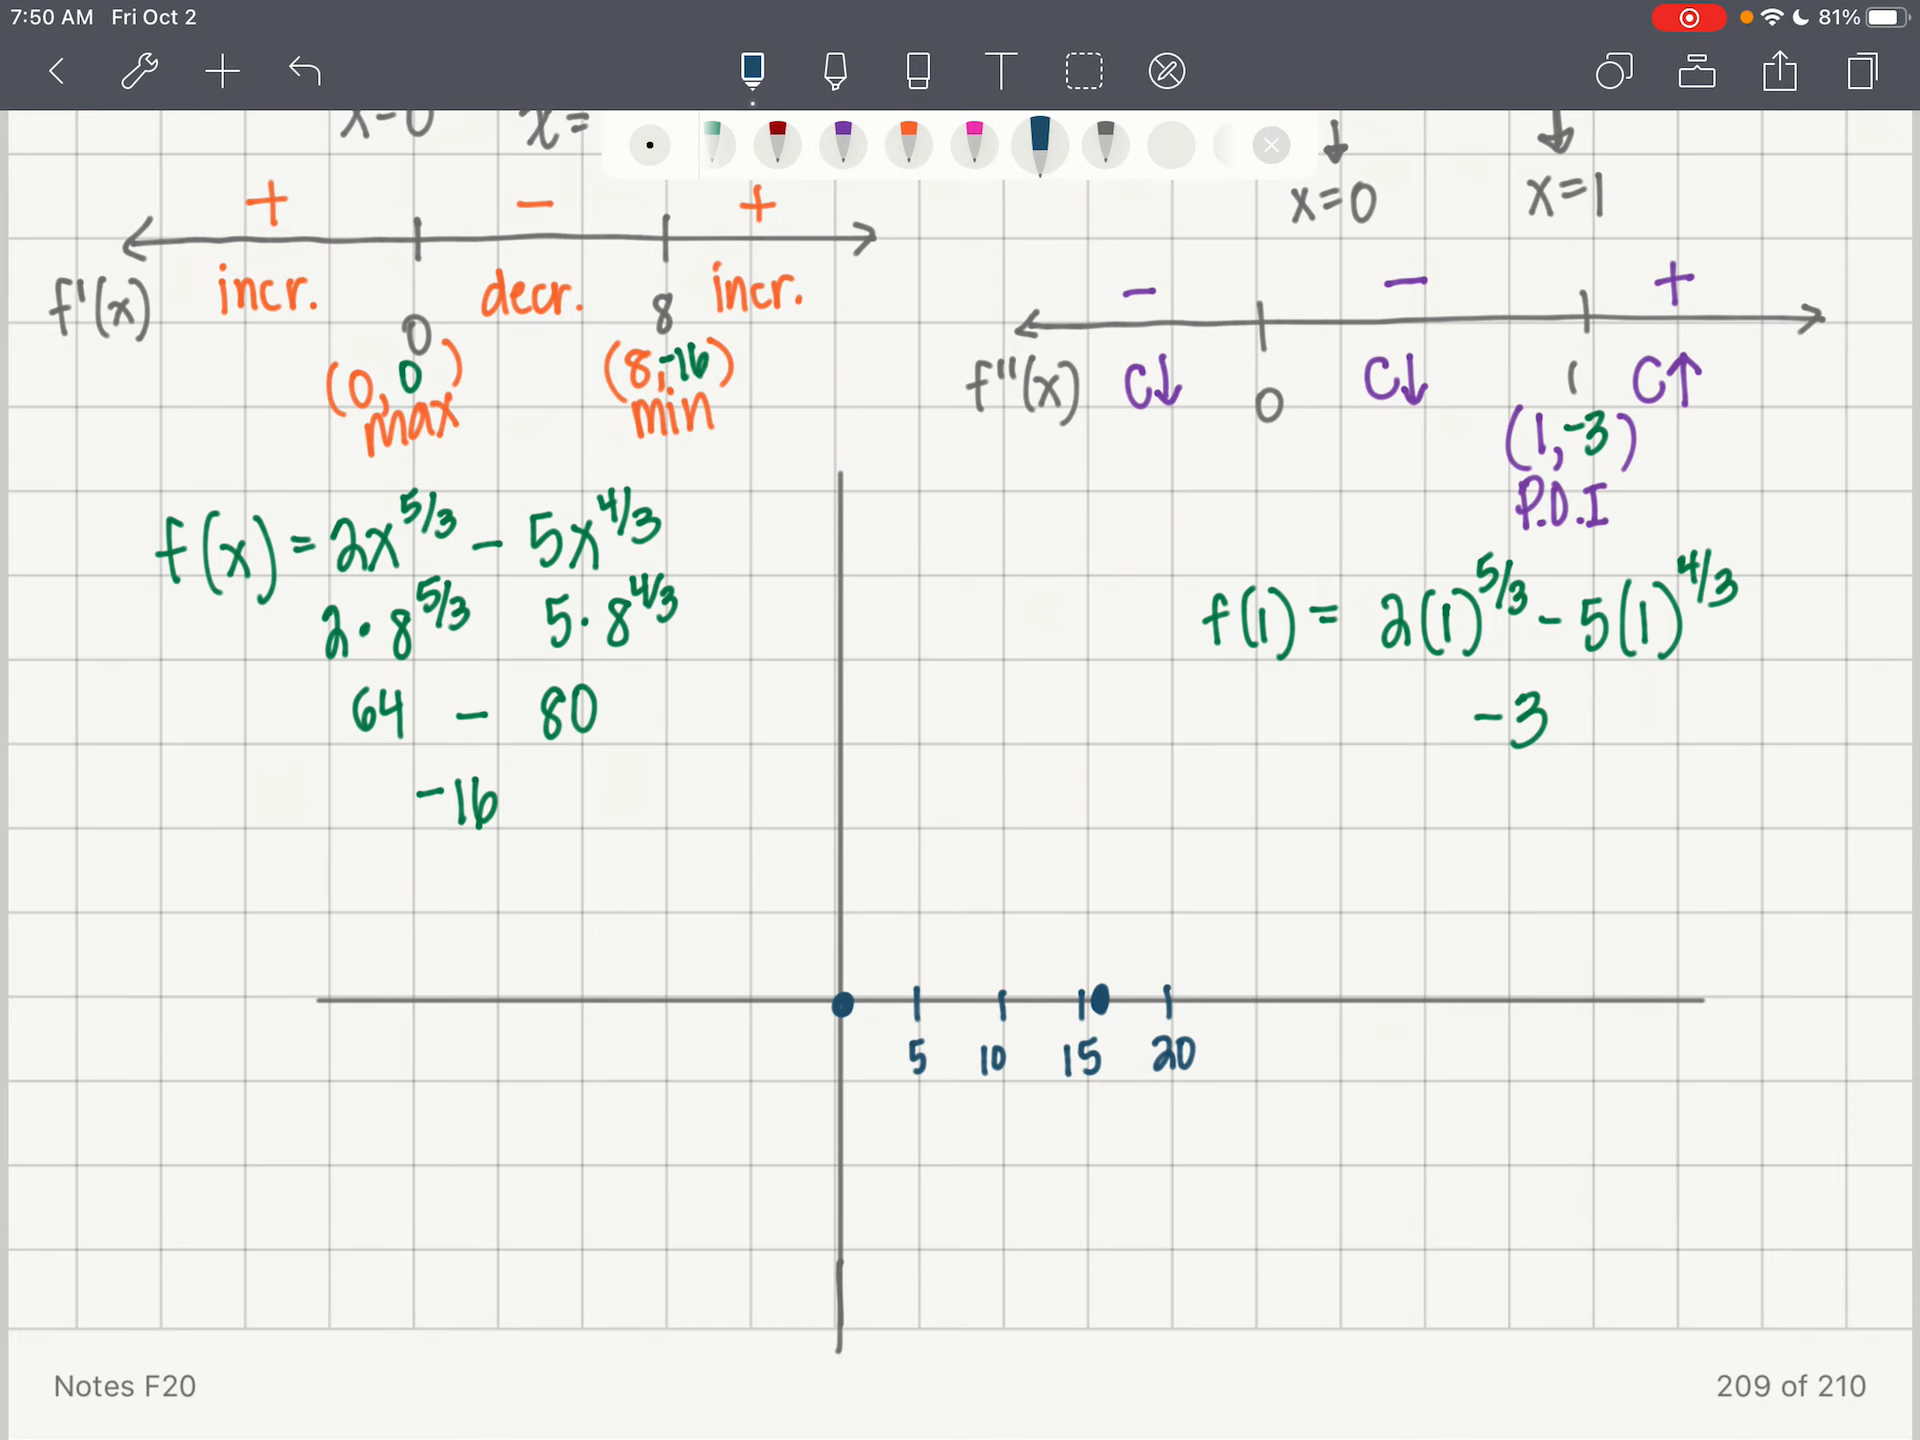 7:50 AM Fri Oct 2
81%
x=0 x=
x=0 x=1
+ − +
f'(x) incr. decr. incr.
0 8
(0, 0) (8, -16)
max min
− − +
f''(x) C↓ C↓ C↑
0 1
(1, -3)
P.O.I
f(x) = 2x^5/3 − 5x^4/3
2·8^5/3 5·8^4/3
64 − 80
-16
f(1) = 2(1)^5/3 − 5(1)^4/3
-3
5 10 15 20
Notes F20
209 of 210